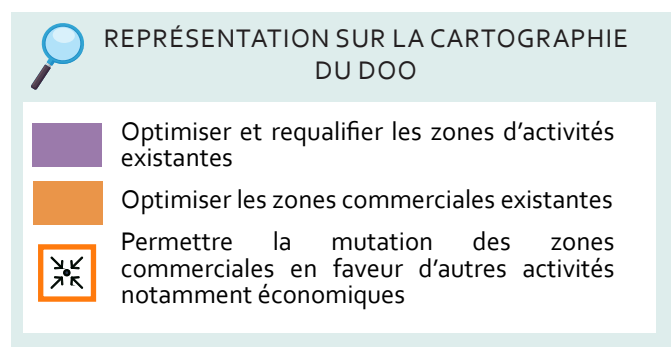 REPRÉSENTATION SUR LA CARTOGRAPHIE
DU DOO
Optimiser et requalifier les zones d'activités
existantes
Optimiser les zones commerciales existantes
Permettre la mutation des zones
commerciales en faveur d'autres activités
notamment économiques